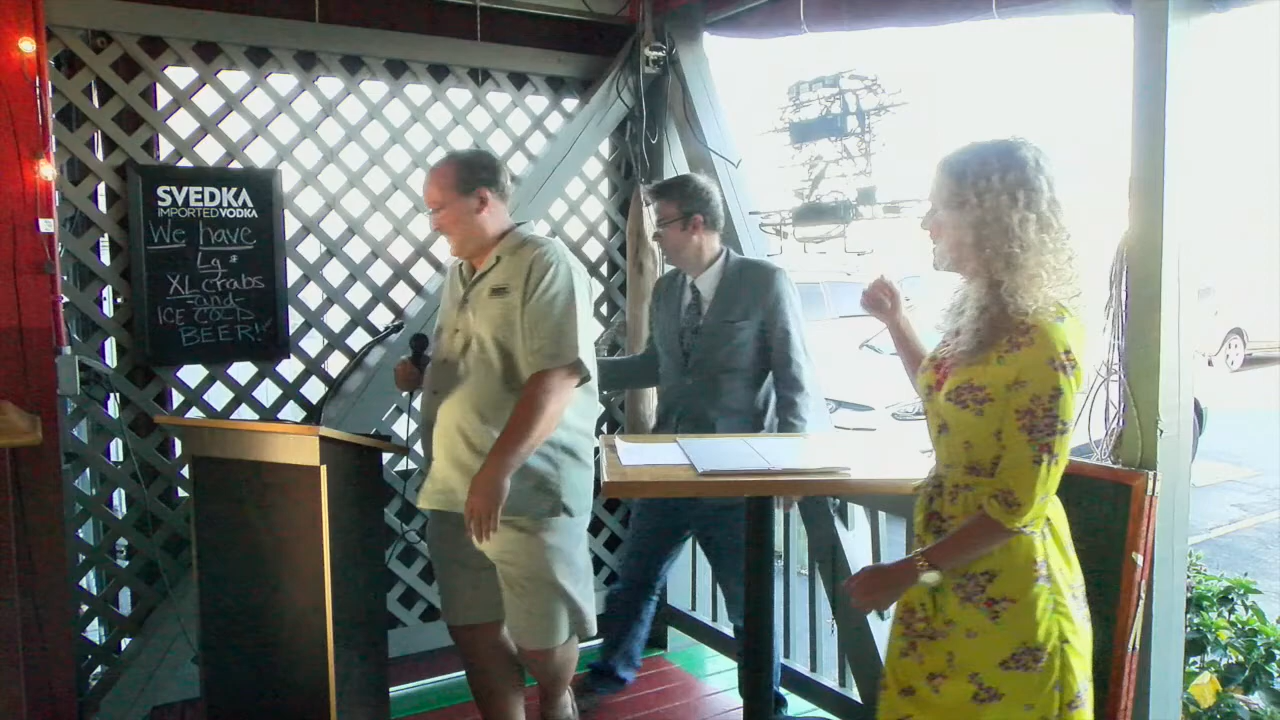 SVEDKA
IMPORTED VODKA
We have
Lg &
XL crabs
-and-
ICE COLD
BEER!